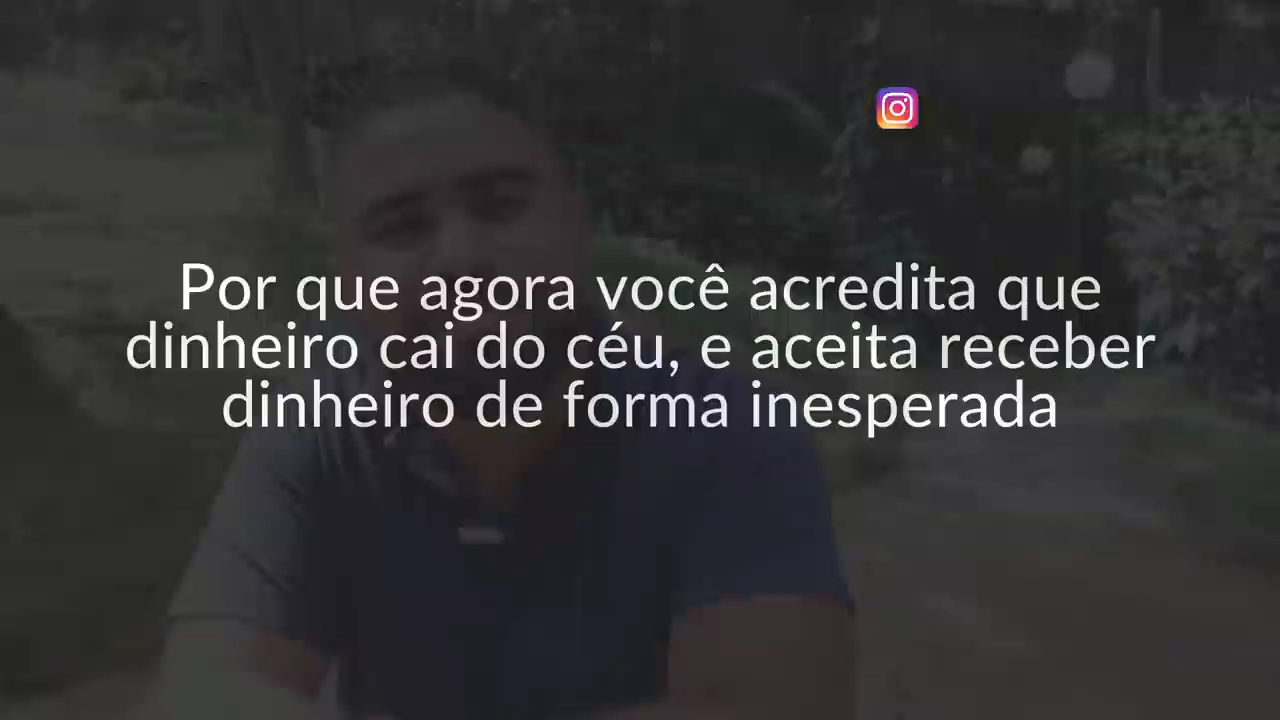 Por que agora você acredita que
dinheiro cai do céu, e aceita receber
dinheiro de forma inesperada